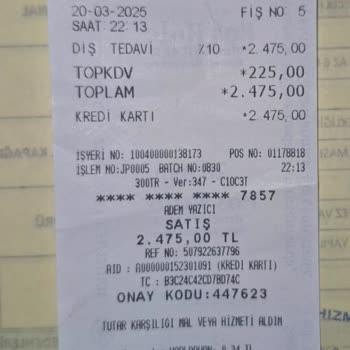 20-03-2025 FİŞ NO 5
SAAT 22:13
DİŞ TEDAVİ %10 *2.475,00
TOPKDV *225,00
TOPLAM *2.475,00
KREDİ KARTI *2.475,00
İŞYERİ NO: 100400000138173 POS NO: 01178818
İŞLEM NO:JP0005 BATCH NO:0830 22:13
300TR - Ver:347 - C10C3T
**** **** **** 7857
ADEM YAZICI
SATIŞ
2.475,00 TL
REF NO: 507922637796
AID : A0000000152301091 (KREDİ KARTI)
TC : B3C24C42CD7BD74C
ONAY KODU:447623
TUTAR KARŞILIĞI MAL VEYA HİZMETİ ALDIM